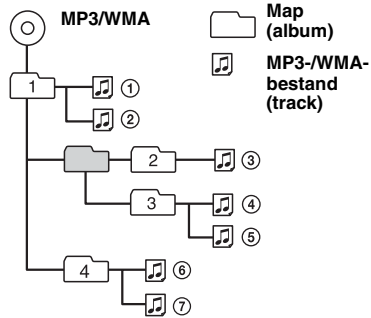 MP3/WMA
Map
(album)
MP3-/WMA-
bestand
(track)
1
①
②
2
③
3
④
⑤
4
⑥
⑦